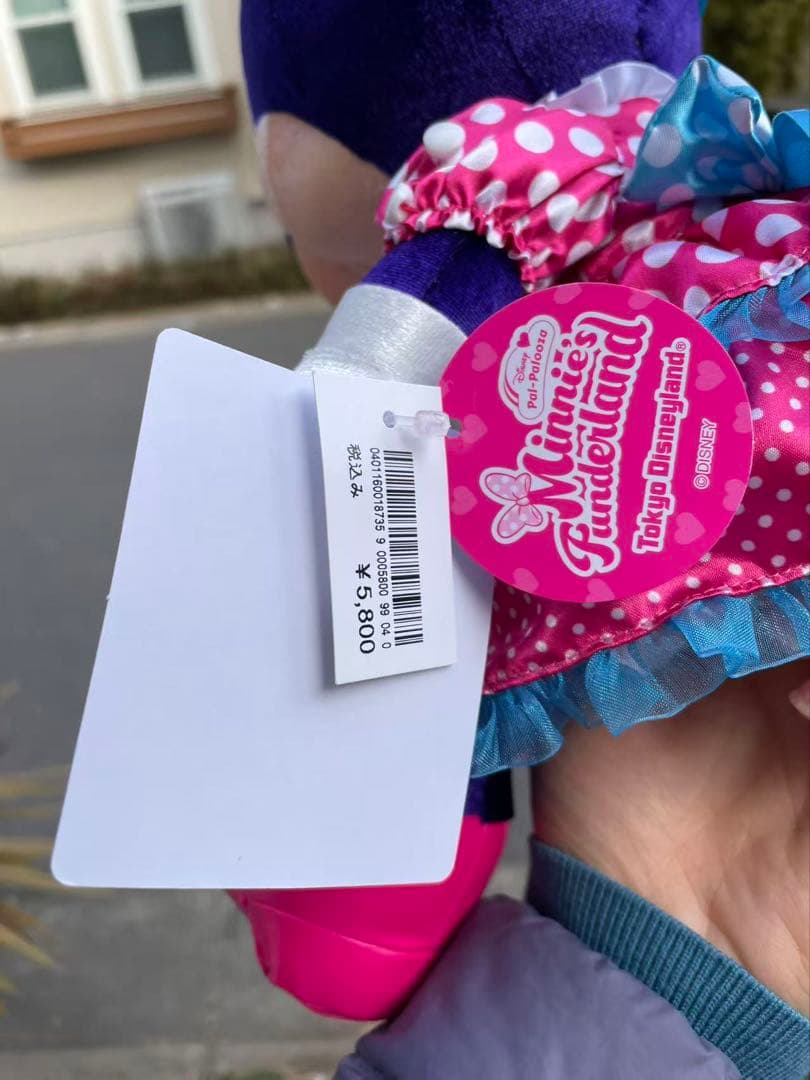 Disney
Pal-Palooza
Minnie's
Funderland
Tokyo Disneyland®
©DISNEY
0401160018735 9 0005800 99 04 0
税込み ¥5,800